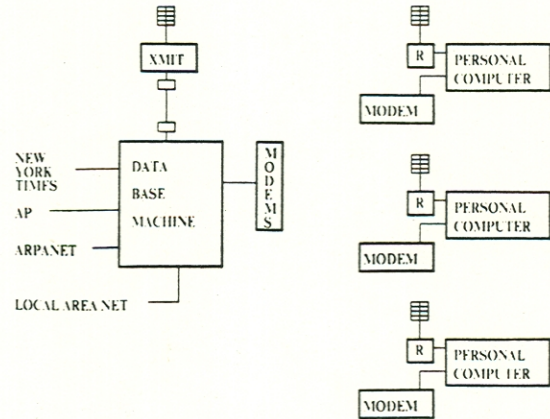 XMIT
NEW
YORK
TIMES
AP
ARPANET
LOCAL AREA NET
DATA
BASE
MACHINE
MODEMS
R
PERSONAL
COMPUTER
MODEM
R
PERSONAL
COMPUTER
MODEM
R
PERSONAL
COMPUTER
MODEM